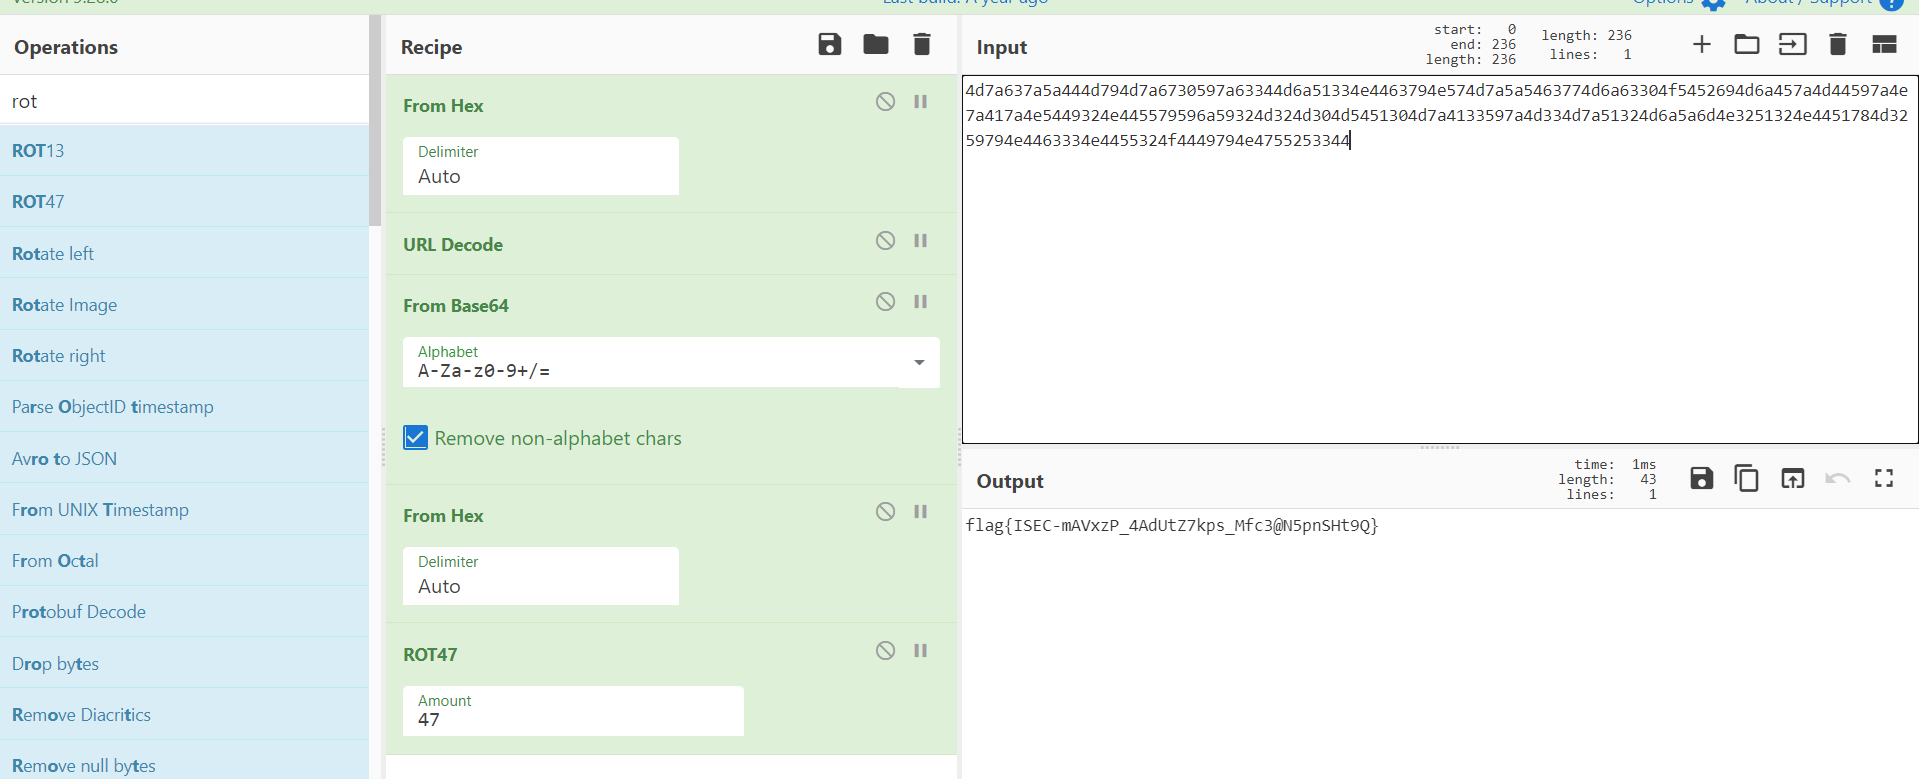 Version 9.28.0
Last build: A year ago
Options
About / Support
Operations
rot
ROT13
ROT47
Rotate left
Rotate Image
Rotate right
Parse ObjectID timestamp
Avro to JSON
From UNIX Timestamp
From Octal
Protobuf Decode
Drop bytes
Remove Diacritics
Remove null bytes
Recipe
From Hex
Delimiter
Auto
URL Decode
From Base64
Alphabet
A-Za-z0-9+/=
Remove non-alphabet chars
From Hex
Delimiter
Auto
ROT47
Amount
47
Input
start: 0
end: 236
length: 236
length: 236
lines: 1
4d7a637a5a444d794d7a6730597a63344d6a51334e4463794e574d7a5a5463774d6a63304f5452694d6a457a4d44597a4e
7a417a4e5449324e445579596a59324d324d304d5451304d7a4133597a4d334d7a51324d6a5a6d4e3251324e4451784d32
59794e4463334e4455324f4449794e4755253344
Output
time: 1ms
length: 43
lines: 1
flag{ISEC-mAVxzP_4AdUtZ7kps_Mfc3@N5pnSHt9Q}